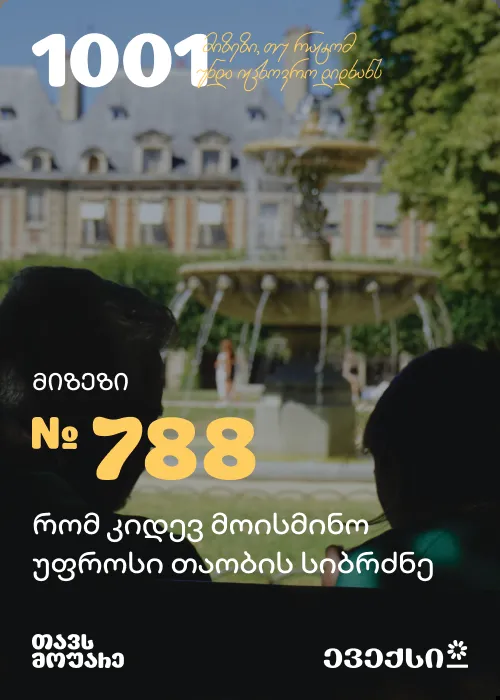 1001
მიზეზი, თუ რატომ
უნდა იცხოვრო დიდხანს
მიზეზი
№ 788
რომ კიდევ მოისმინო
უფროსი თაობის სიბრძნე
თავს
მოუარე
ევექსი